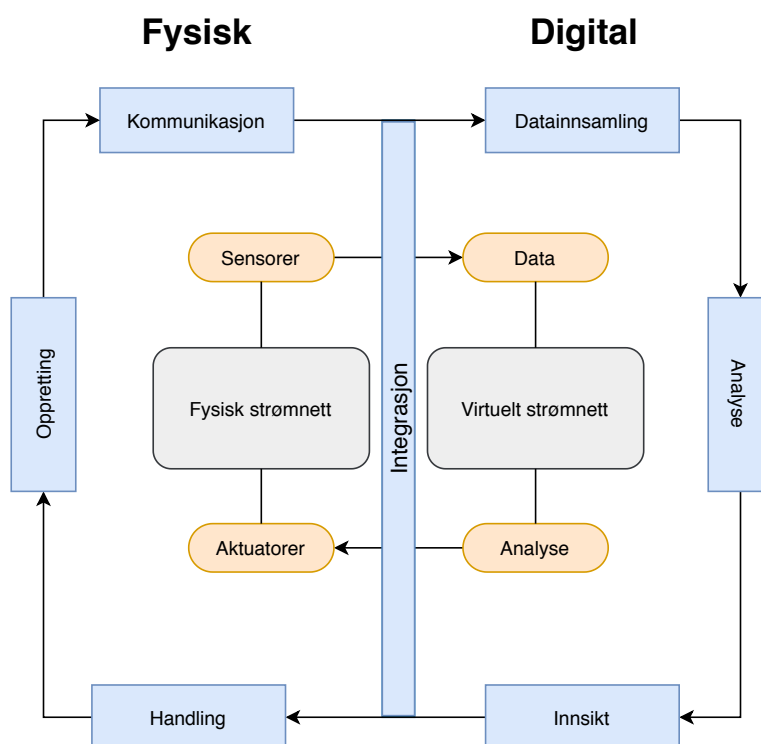 Fysisk
Digital
Kommunikasjon
Datainnsamling
Sensorer
Data
Oppretting
Fysisk strømnett
Integrasjon
Virtuelt strømnett
Analyse
Aktuatorer
Analyse
Handling
Innsikt